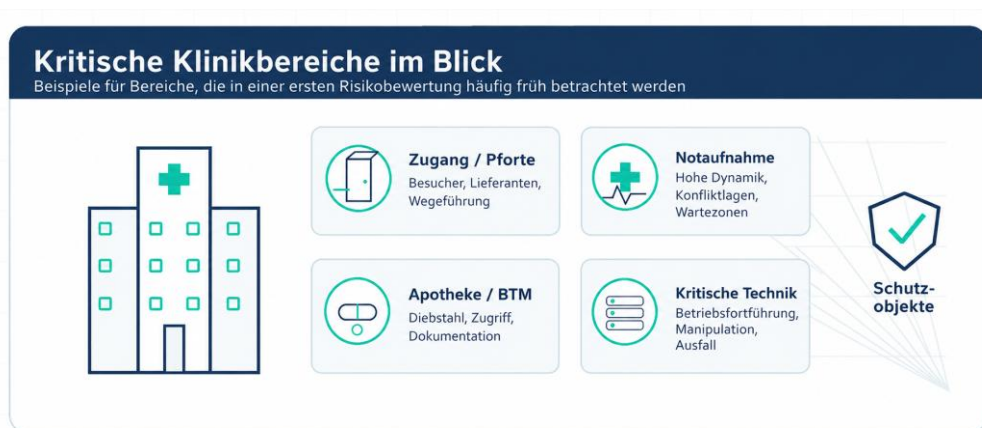 Kritische Klinikbereiche im Blick
Beispiele für Bereiche, die in einer ersten Risikobewertung häufig früh betrachtet werden
Zugang / Pforte
Besucher, Lieferanten,
Wegeführung
Notaufnahme
Hohe Dynamik,
Konfliktlagen,
Wartezonen
Apotheke / BTM
Diebstahl, Zugriff,
Dokumentation
Kritische Technik
Betriebsfortführung,
Manipulation,
Ausfall
Schutz-
objekte